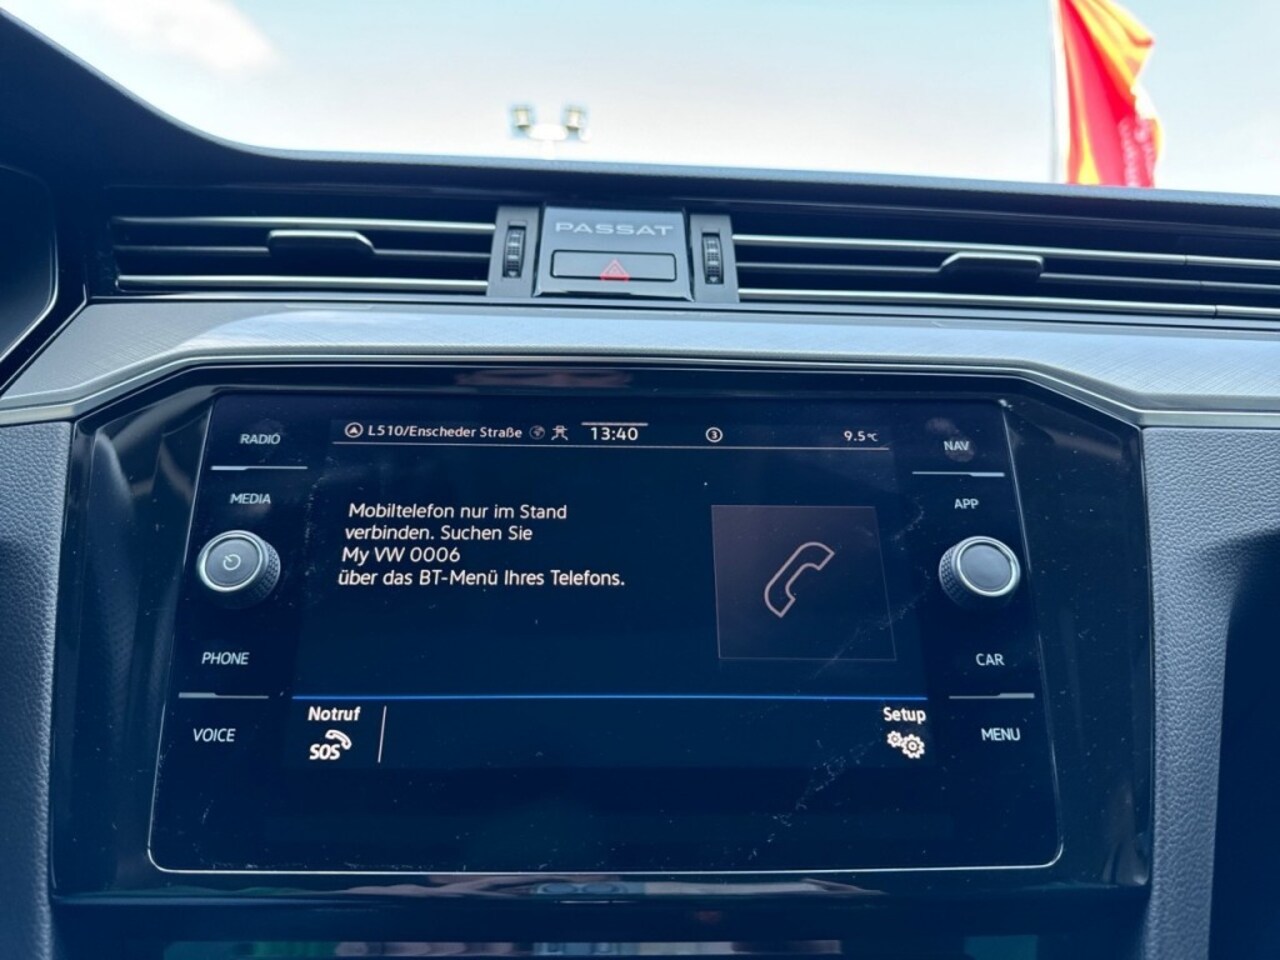 PASSAT
RADIO
MEDIA
PHONE
VOICE
L510/Enscheder Straße 13:40 3 9.5°C
Mobiltelefon nur im Stand
verbinden. Suchen Sie
My VW 0006
über das BT-Menü Ihres Telefons.
Notruf
SOS
Setup
NAV
APP
CAR
MENU